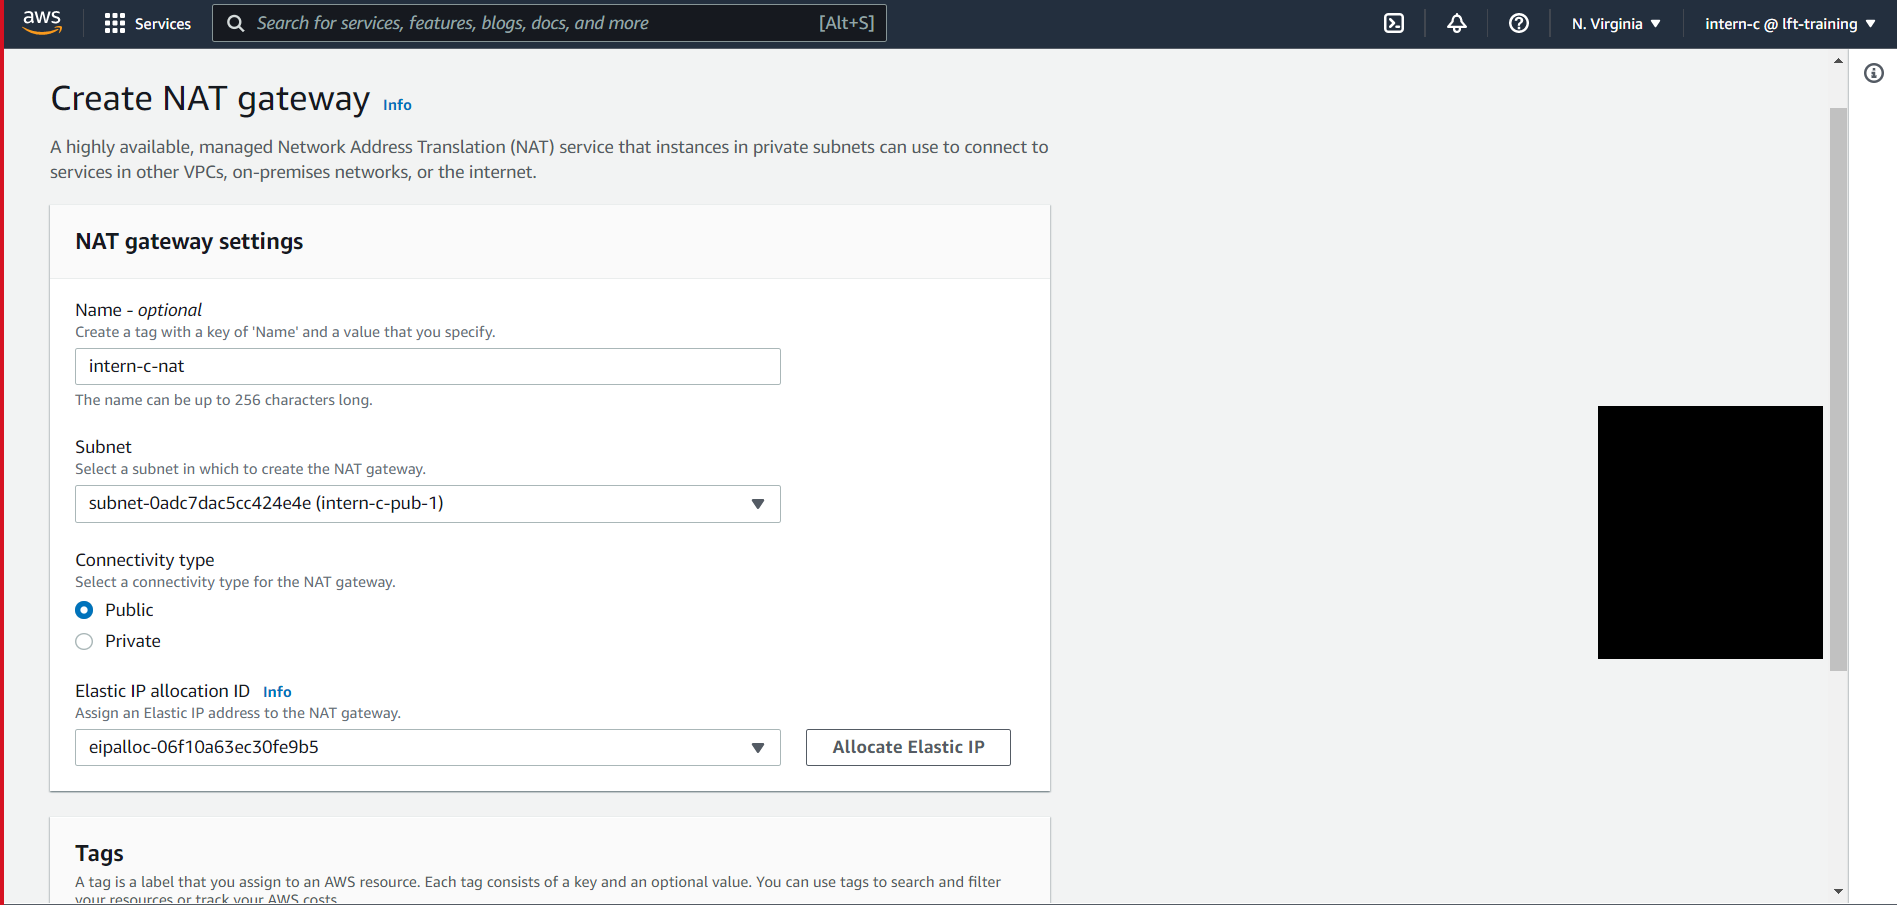 aws
Services
Search for services, features, blogs, docs, and more
[Alt+S]
N. Virginia
intern-c @ lft-training
Create NAT gateway Info
A highly available, managed Network Address Translation (NAT) service that instances in private subnets can use to connect to
services in other VPCs, on-premises networks, or the internet.
NAT gateway settings
Name - optional
Create a tag with a key of 'Name' and a value that you specify.
intern-c-nat
The name can be up to 256 characters long.
Subnet
Select a subnet in which to create the NAT gateway.
subnet-0adc7dac5cc424e4e (intern-c-pub-1)
Connectivity type
Select a connectivity type for the NAT gateway.
Public
Private
Elastic IP allocation ID Info
Assign an Elastic IP address to the NAT gateway.
eipalloc-06f10a63ec30fe9b5
Allocate Elastic IP
Tags
A tag is a label that you assign to an AWS resource. Each tag consists of a key and an optional value. You can use tags to search and filter
your resources or track your AWS costs.